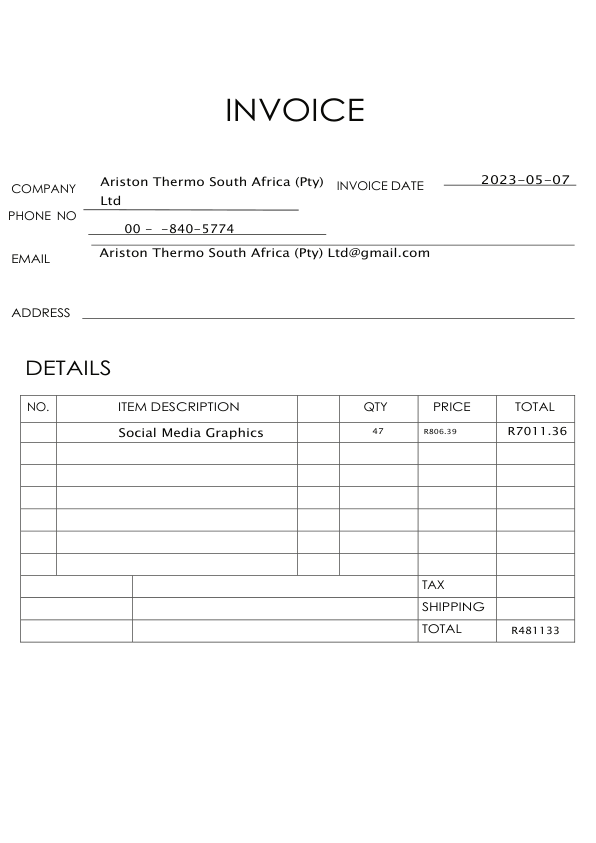 INVOICE
COMPANY Ariston Thermo South Africa (Pty) Ltd INVOICE DATE 2023-05-07
PHONE NO 00 - -840-5774
EMAIL Ariston Thermo South Africa (Pty) Ltd@gmail.com
ADDRESS
DETAILS
NO. ITEM DESCRIPTION QTY PRICE TOTAL
Social Media Graphics 47 R806.39 R7011.36
TAX
SHIPPING
TOTAL R481133